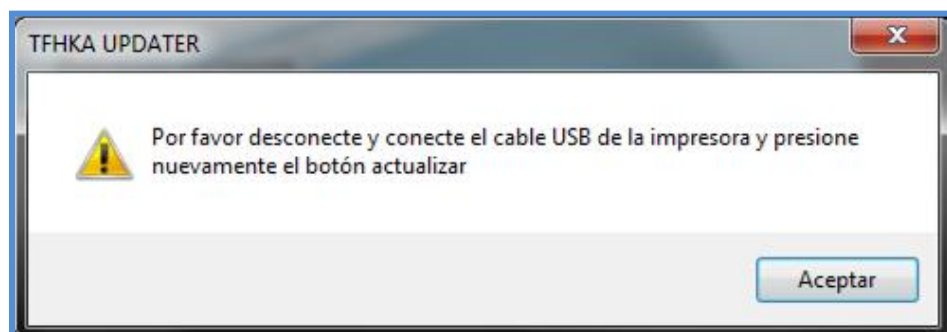 TFHKA UPDATER
Por favor desconecte y conecte el cable USB de la impresora y presione
nuevamente el botón actualizar
Aceptar